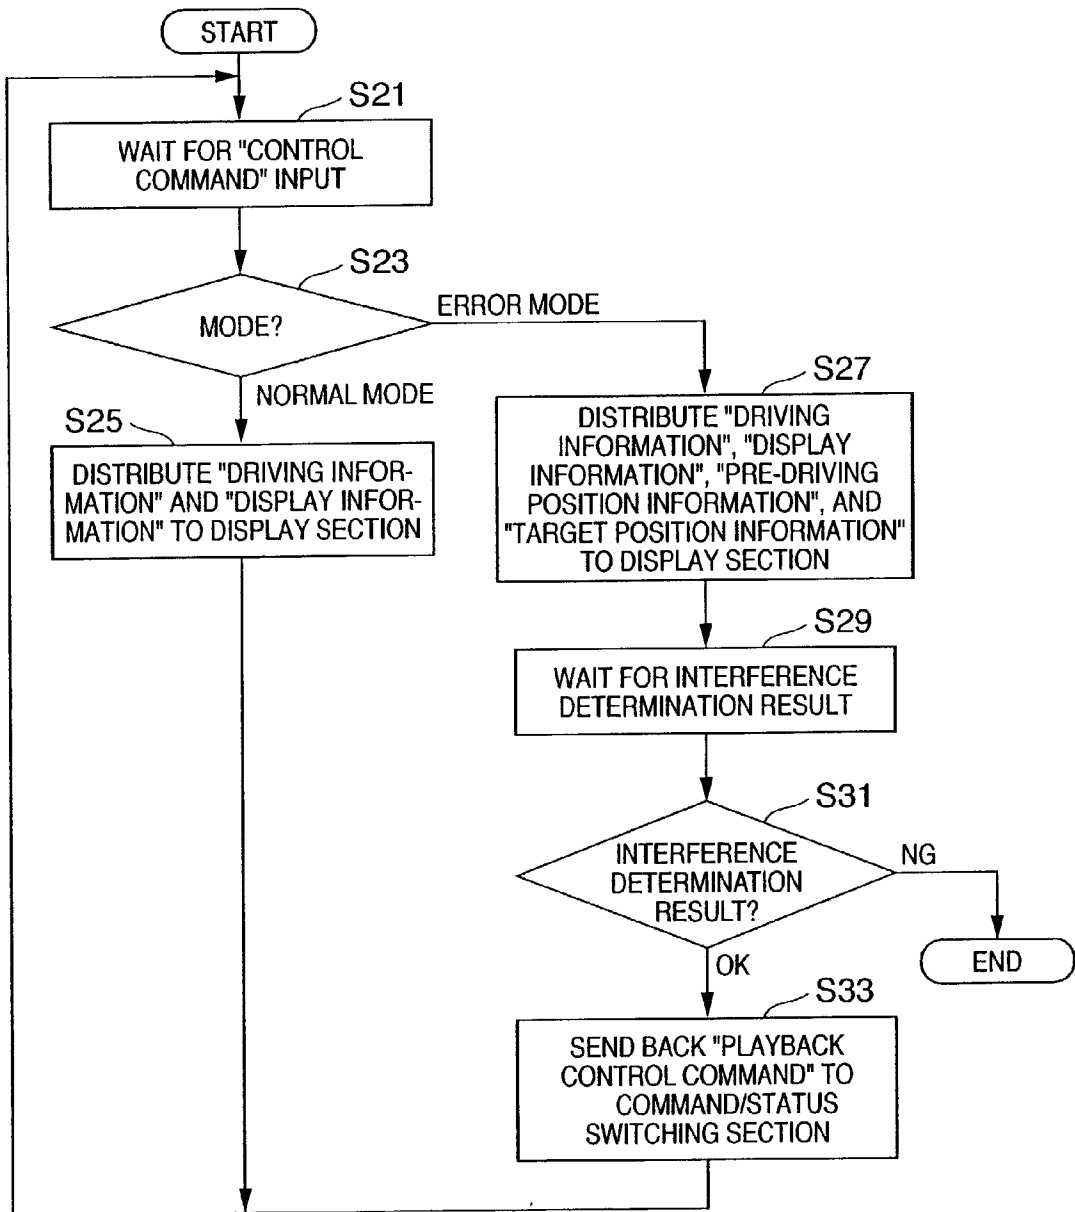 START
S21
WAIT FOR "CONTROL
COMMAND" INPUT
S23
MODE?
ERROR MODE
NORMAL MODE
S25
DISTRIBUTE "DRIVING INFOR-
MATION" AND "DISPLAY INFOR-
MATION" TO DISPLAY SECTION
S27
DISTRIBUTE "DRIVING
INFORMATION", "DISPLAY
INFORMATION", "PRE-DRIVING
POSITION INFORMATION", AND
"TARGET POSITION INFORMATION"
TO DISPLAY SECTION
S29
WAIT FOR INTERFERENCE
DETERMINATION RESULT
S31
INTERFERENCE
DETERMINATION
RESULT?
NG
END
OK
S33
SEND BACK "PLAYBACK
CONTROL COMMAND" TO
COMMAND/STATUS
SWITCHING SECTION